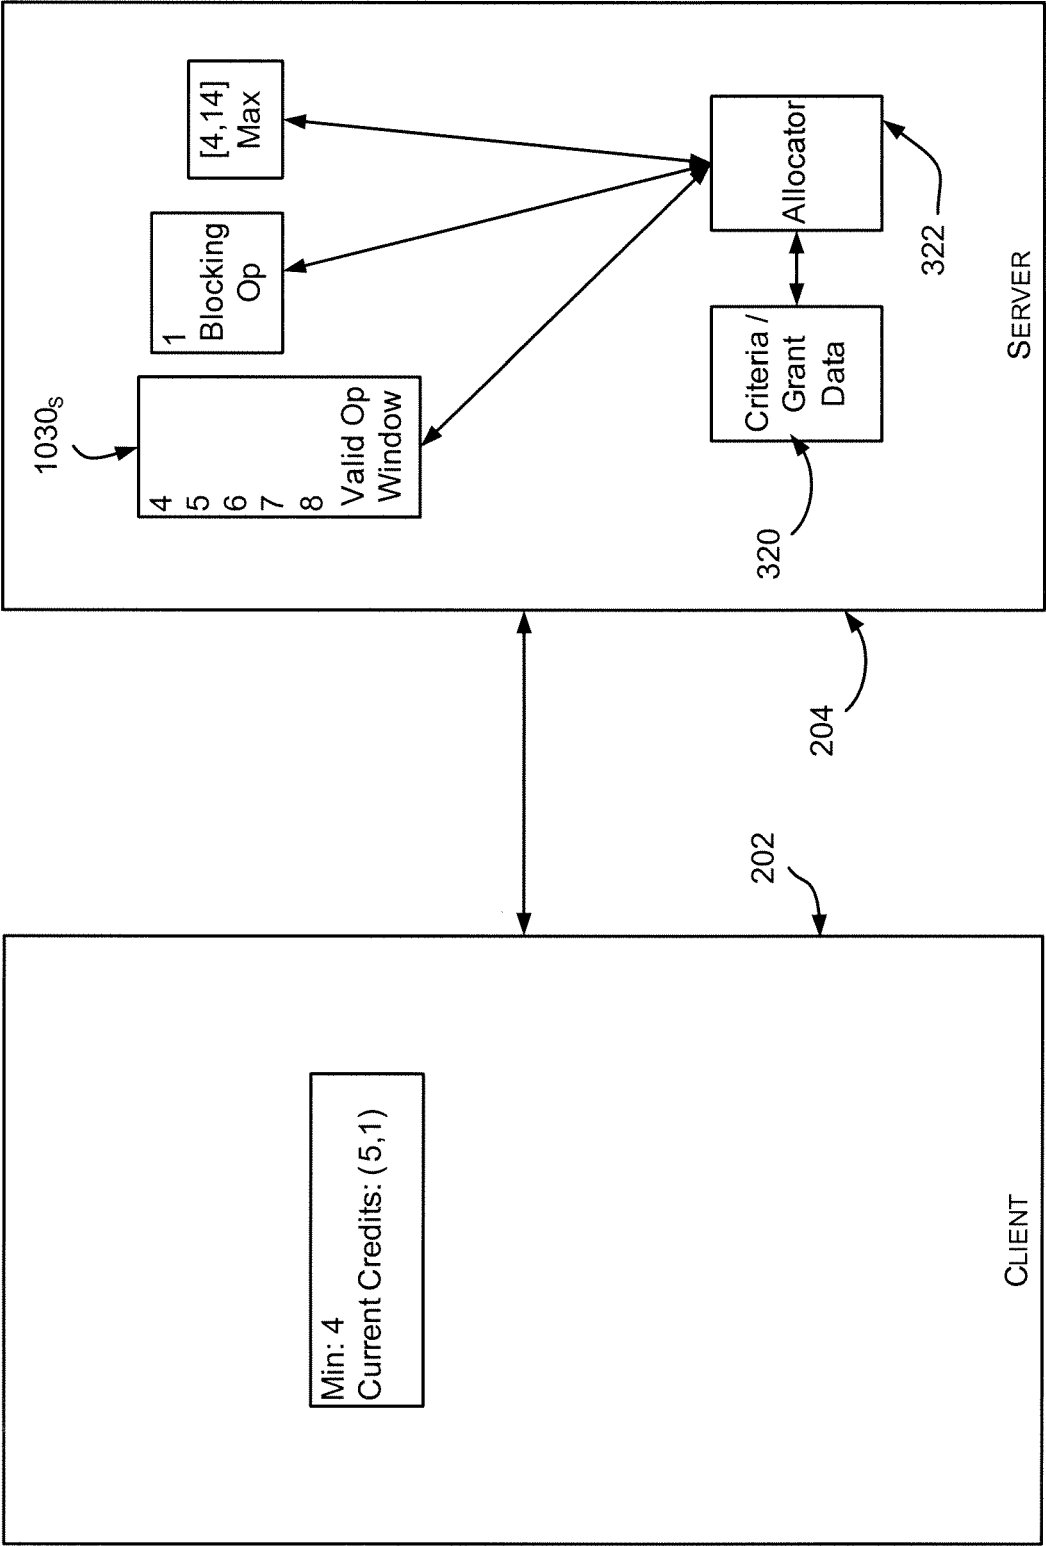 Min: 4
Current Credits: (5,1)
CLIENT
202
204
1030S
4
5
6
7
8
Valid Op
Window
1
Blocking
Op
[4,14]
Max
320
Criteria /
Grant
Data
Allocator
322
SERVER